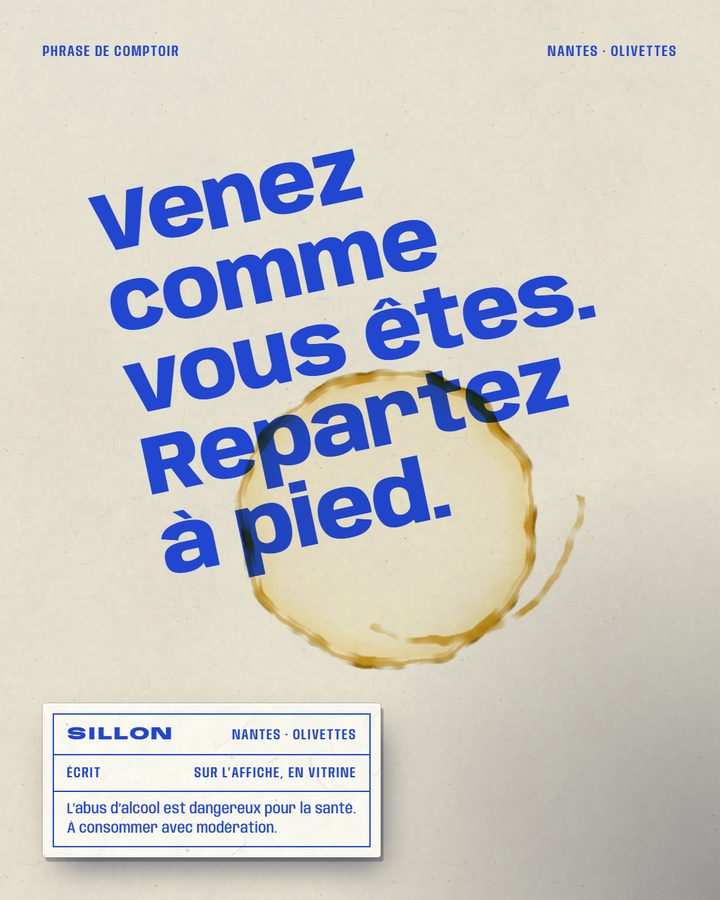 PHRASE DE COMPTOIR
NANTES · OLIVETTES
Venez
comme
vous êtes.
Repartez
à pied.
SILLON
NANTES · OLIVETTES
ÉCRIT
SUR L'AFFICHE, EN VITRINE
L'abus d'alcool est dangereux pour la santé.
À consommer avec modération.